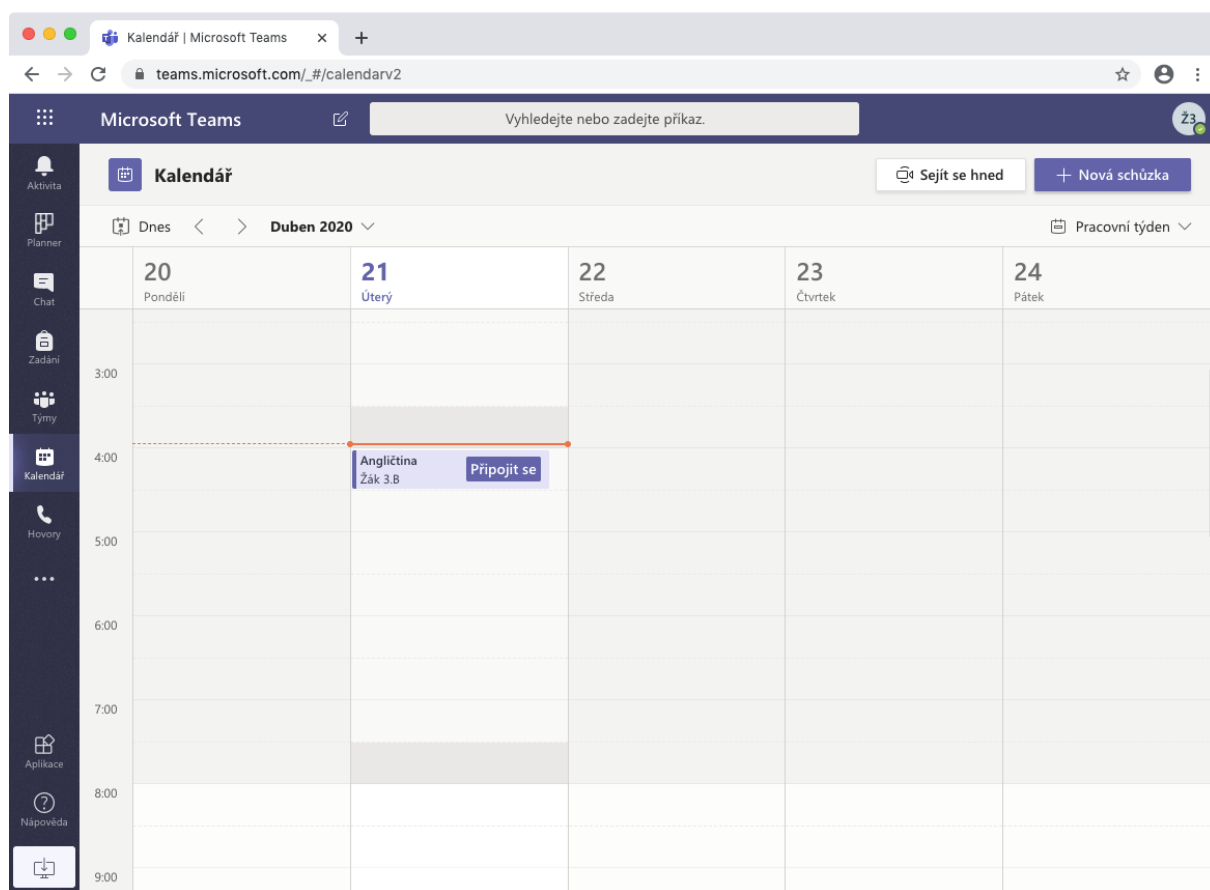 Kalendář | Microsoft Teams
teams.microsoft.com/_#/calendarv2
Microsoft Teams
Vyhledejte nebo zadejte příkaz.
Ž3
Aktivita
Planner
Chat
Zadání
Týmy
Kalendář
Hovory
Aplikace
Nápověda
Kalendář
Sejít se hned
Nová schůzka
Dnes
Duben 2020
Pracovní týden
20
Pondělí
21
Úterý
22
Středa
23
Čtvrtek
24
Pátek
3:00
4:00
Angličtina
Žák 3.B
Připojit se
5:00
6:00
7:00
8:00
9:00